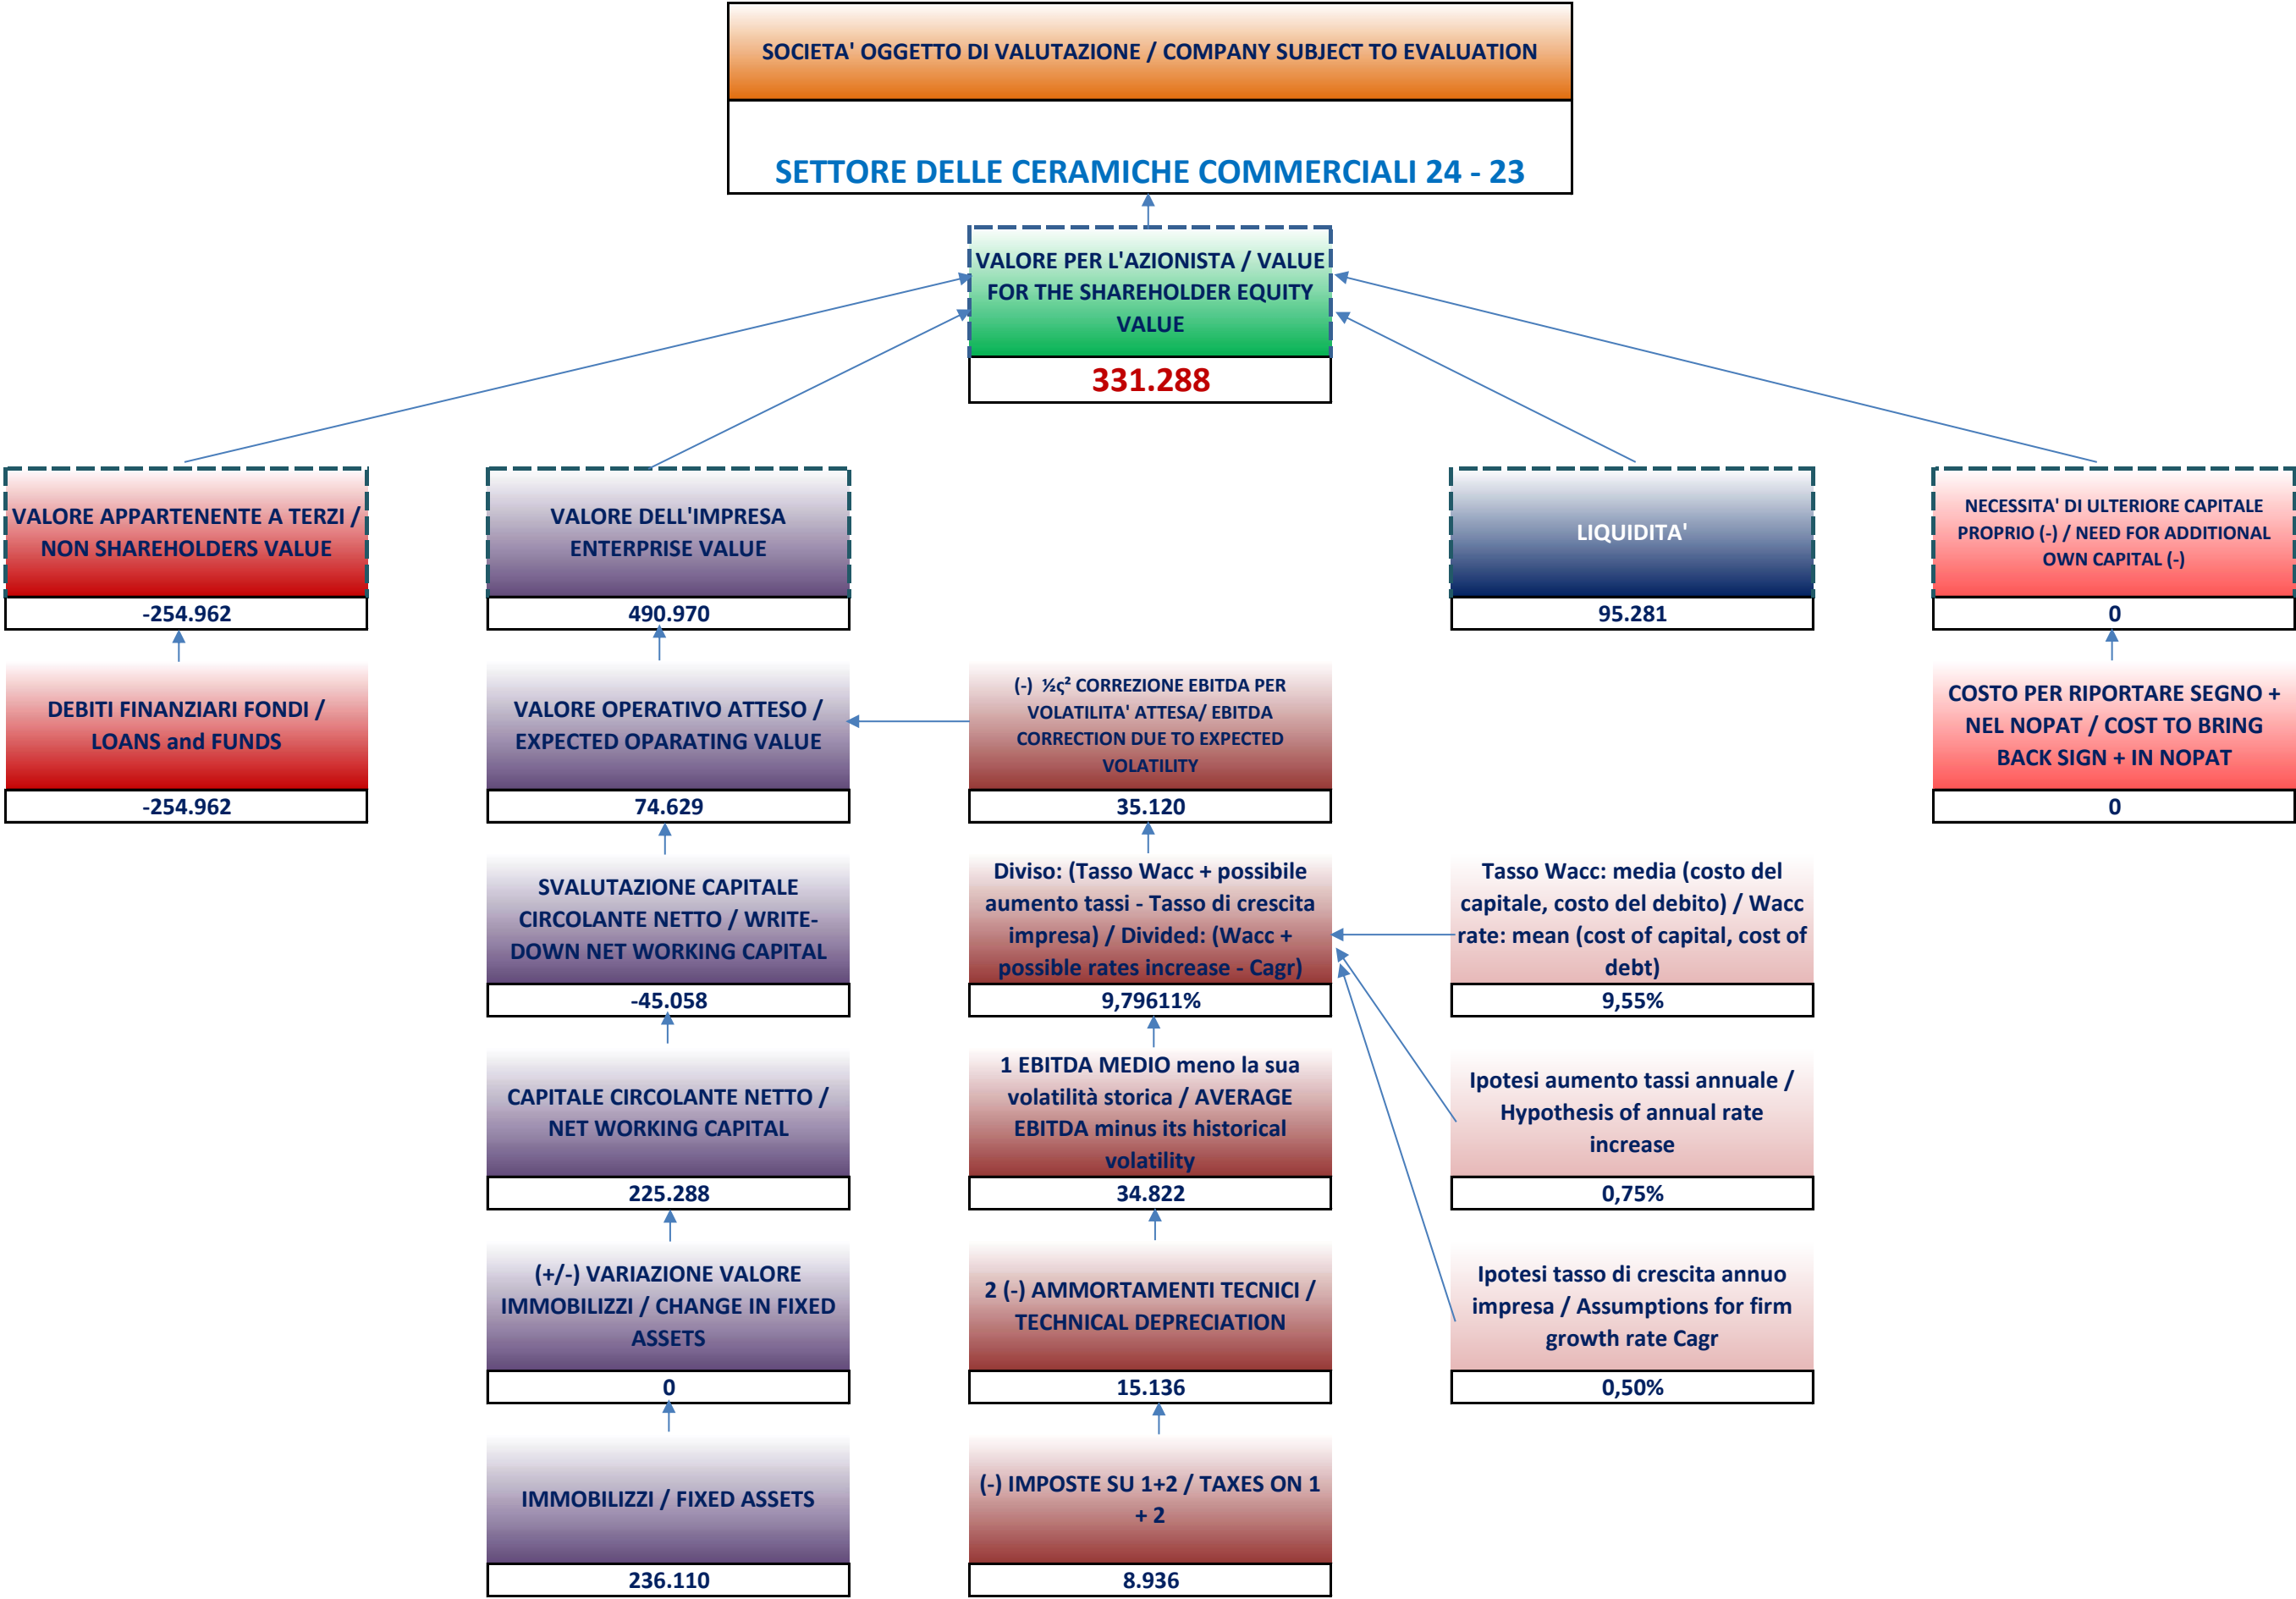 SOCIETA' OGGETTO DI VALUTAZIONE / COMPANY SUBJECT TO EVALUATION
SETTORE DELLE CERAMICHE COMMERCIALI 24 - 23
VALORE PER L'AZIONISTA / VALUE
FOR THE SHAREHOLDER EQUITY
VALUE
331.288
VALORE APPARTENENTE A TERZI /
NON SHAREHOLDERS VALUE
-254.962
VALORE DELL'IMPRESA
ENTERPRISE VALUE
490.970
LIQUIDITA'
95.281
NECESSITA' DI ULTERIORE CAPITALE
PROPRIO (-) / NEED FOR ADDITIONAL
OWN CAPITAL (-)
0
DEBITI FINANZIARI FONDI /
LOANS and FUNDS
-254.962
VALORE OPERATIVO ATTESO /
EXPECTED OPARATING VALUE
74.629
(-) ½ς² CORREZIONE EBITDA PER
VOLATILITA' ATTESA/ EBITDA
CORRECTION DUE TO EXPECTED
VOLATILITY
35.120
COSTO PER RIPORTARE SEGNO +
NEL NOPAT / COST TO BRING
BACK SIGN + IN NOPAT
0
SVALUTAZIONE CAPITALE
CIRCOLANTE NETTO / WRITE-
DOWN NET WORKING CAPITAL
-45.058
Diviso: (Tasso Wacc + possibile
aumento tassi - Tasso di crescita
impresa) / Divided: (Wacc +
possible rates increase - Cagr)
9,79611%
Tasso Wacc: media (costo del
capitale, costo del debito) / Wacc
rate: mean (cost of capital, cost of
debt)
9,55%
CAPITALE CIRCOLANTE NETTO /
NET WORKING CAPITAL
225.288
1 EBITDA MEDIO meno la sua
volatilità storica / AVERAGE
EBITDA minus its historical
volatility
34.822
Ipotesi aumento tassi annuale /
Hypothesis of annual rate
increase
0,75%
(+/-) VARIAZIONE VALORE
IMMOBILIZZI / CHANGE IN FIXED
ASSETS
0
2 (-) AMMORTAMENTI TECNICI /
TECHNICAL DEPRECIATION
15.136
Ipotesi tasso di crescita annuo
impresa / Assumptions for firm
growth rate Cagr
0,50%
IMMOBILIZZI / FIXED ASSETS
236.110
(-) IMPOSTE SU 1+2 / TAXES ON 1
+ 2
8.936